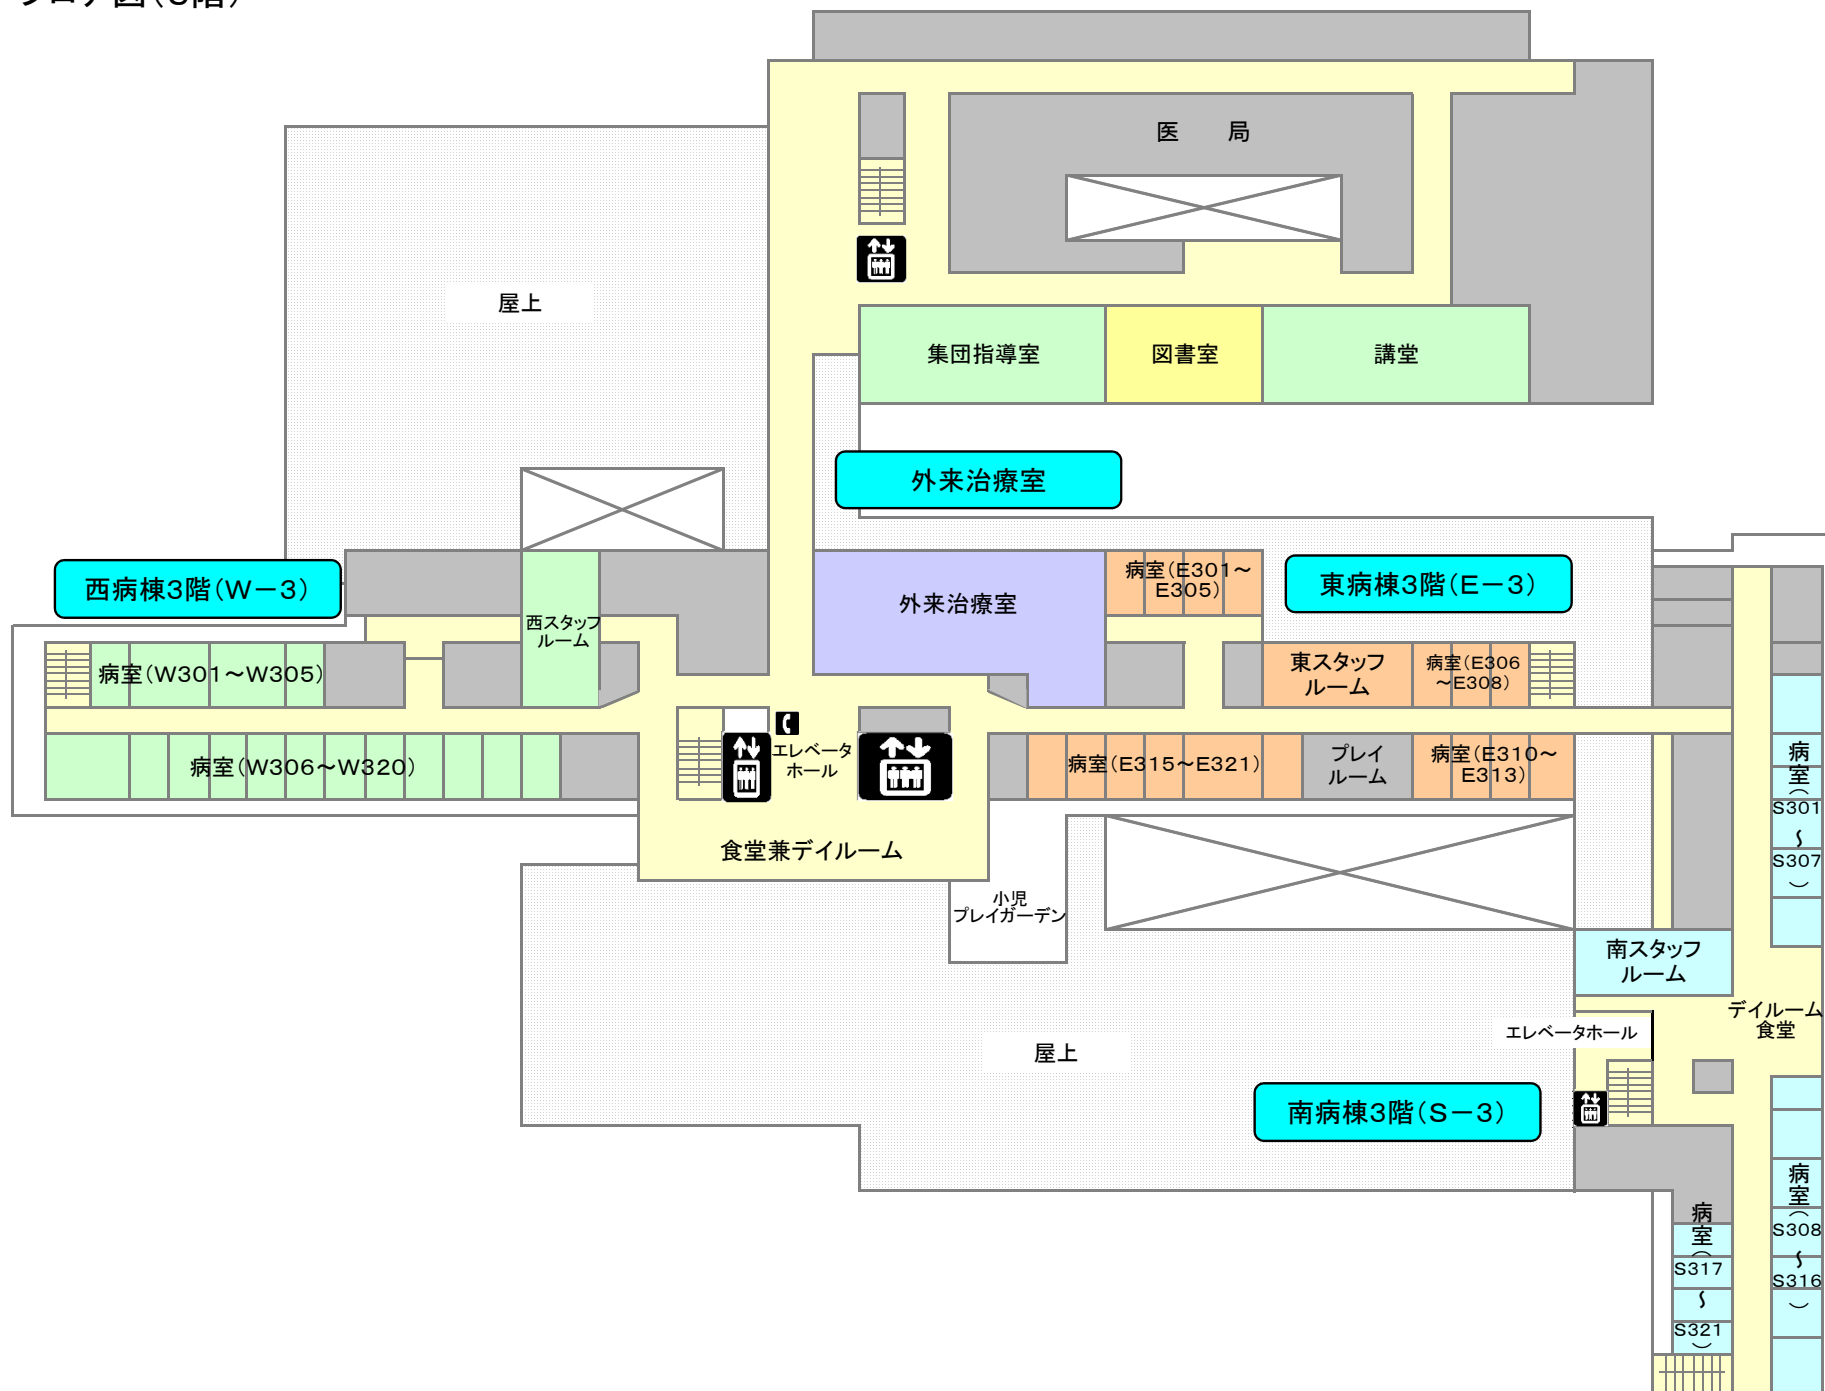 フロア図（3階）
医　局
屋上
集団指導室
図書室
講堂
外来治療室
西病棟3階（W－3）
西スタッフ
ルーム
外来治療室
病室（E301～
E305）
東病棟3階（E－3）
病室（W301～W305）
東スタッフ
ルーム
病室（E306
～E308）
病室（W306～W320）
エレベータ
ホール
病室（E315～E321）
プレイ
ルーム
病室（E310～
E313）
病室（
S301
～
S307
）
食堂兼デイルーム
小児
プレイガーデン
南スタッフ
ルーム
デイルーム
食堂
エレベータホール
屋上
南病棟3階（S－3）
病室（
S308
～
S316
）
病室（
S317
～
S321
）